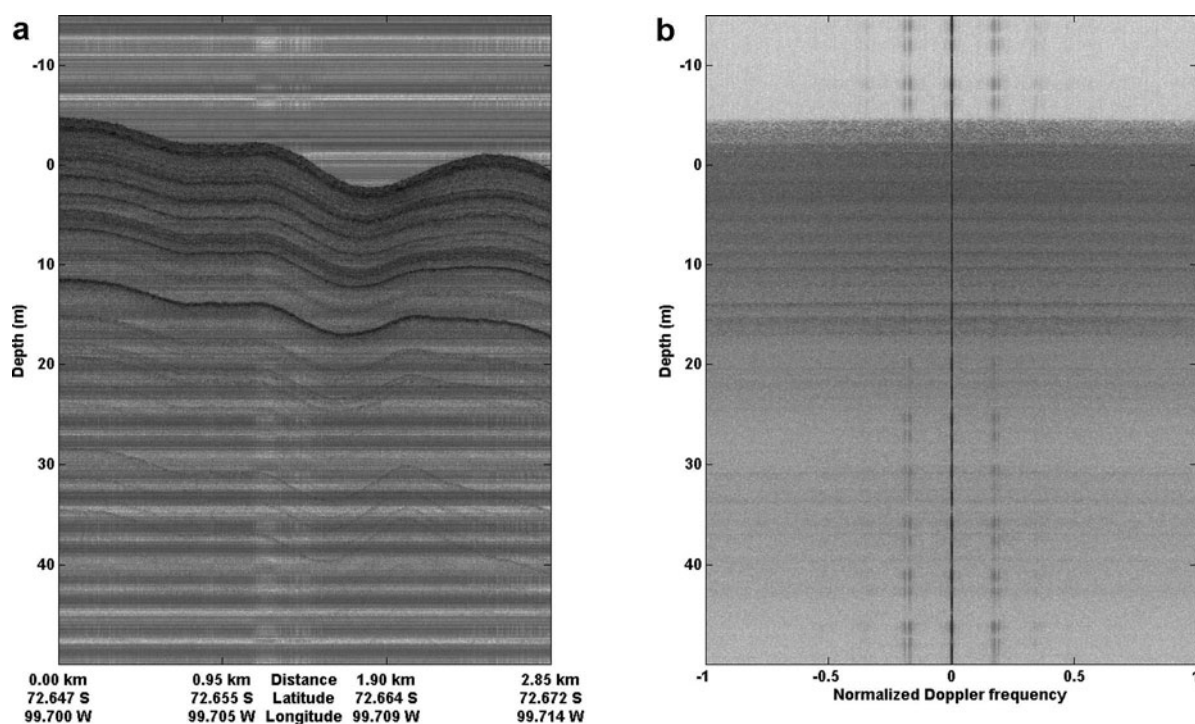 a
b
-10
0
10
20
30
40
Depth (m)
0.00 km 0.95 km Distance 1.90 km 2.85 km
72.647 S 72.655 S Latitude 72.664 S 72.672 S
99.700 W 99.705 W Longitude 99.709 W 99.714 W
-10
0
10
20
30
40
Depth (m)
-1 -0.5 0 0.5 1
Normalized Doppler frequency